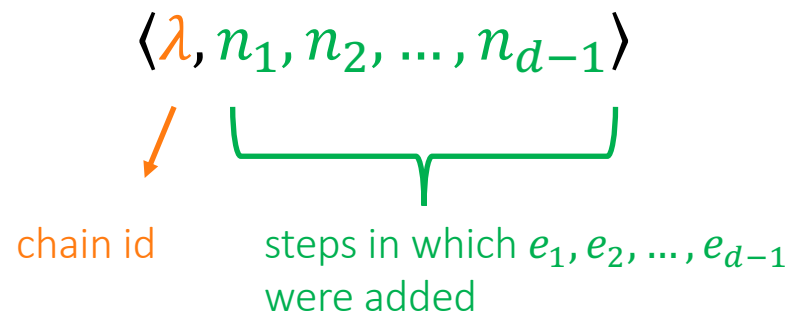 ⟨λ, n₁, n₂, …, n_{d−1}⟩
chain id
steps in which e₁, e₂, …, e_{d−1}
were added